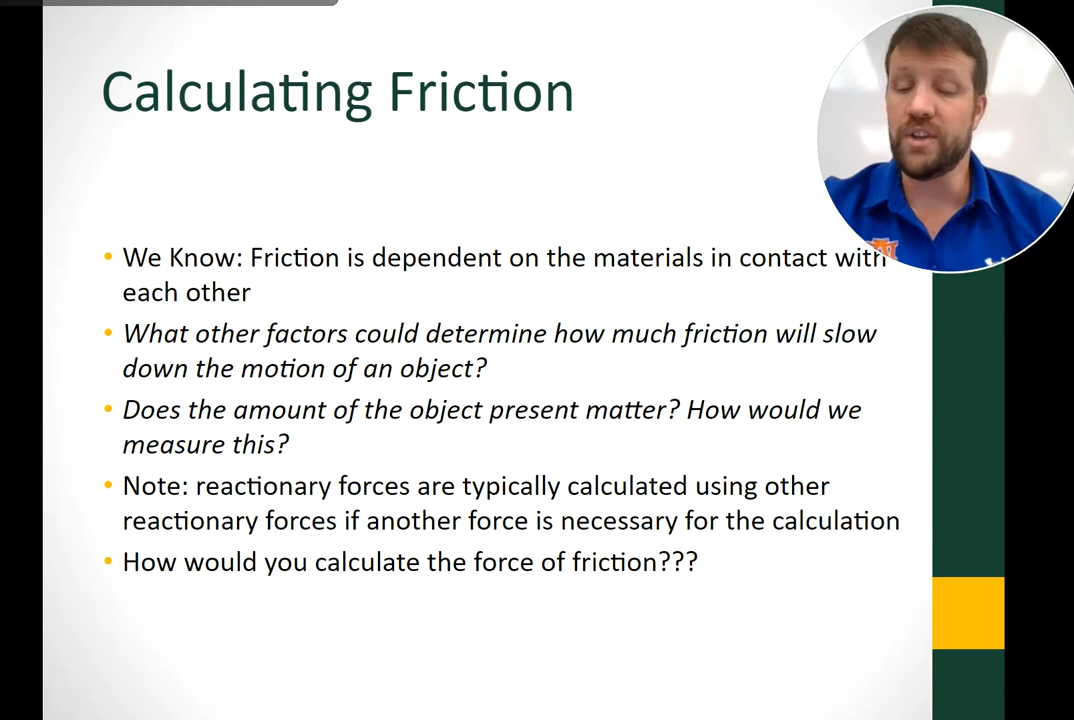 Calculating Friction
• We Know: Friction is dependent on the materials in contact with
each other
• What other factors could determine how much friction will slow
down the motion of an object?
• Does the amount of the object present matter? How would we
measure this?
• Note: reactionary forces are typically calculated using other
reactionary forces if another force is necessary for the calculation
• How would you calculate the force of friction???